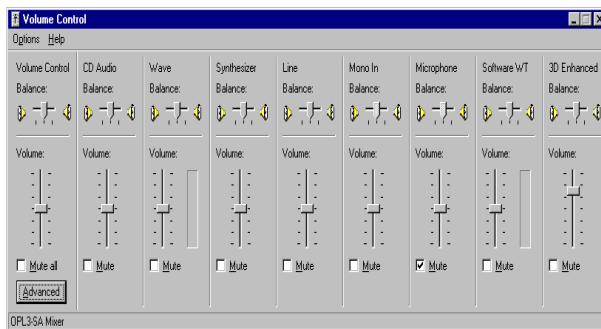 Volume Control
Options Help
Volume Control CD Audio Wave Synthesizer Line Mono In Microphone Software WT 3D Enhanced
Balance: Balance: Balance: Balance: Balance: Balance: Balance: Balance: Balance:
Volume: Volume: Volume: Volume: Volume: Volume: Volume: Volume: Volume:
Mute all Mute Mute Mute Mute Mute Mute Mute Mute
Advanced
OPL3-SA Mixer